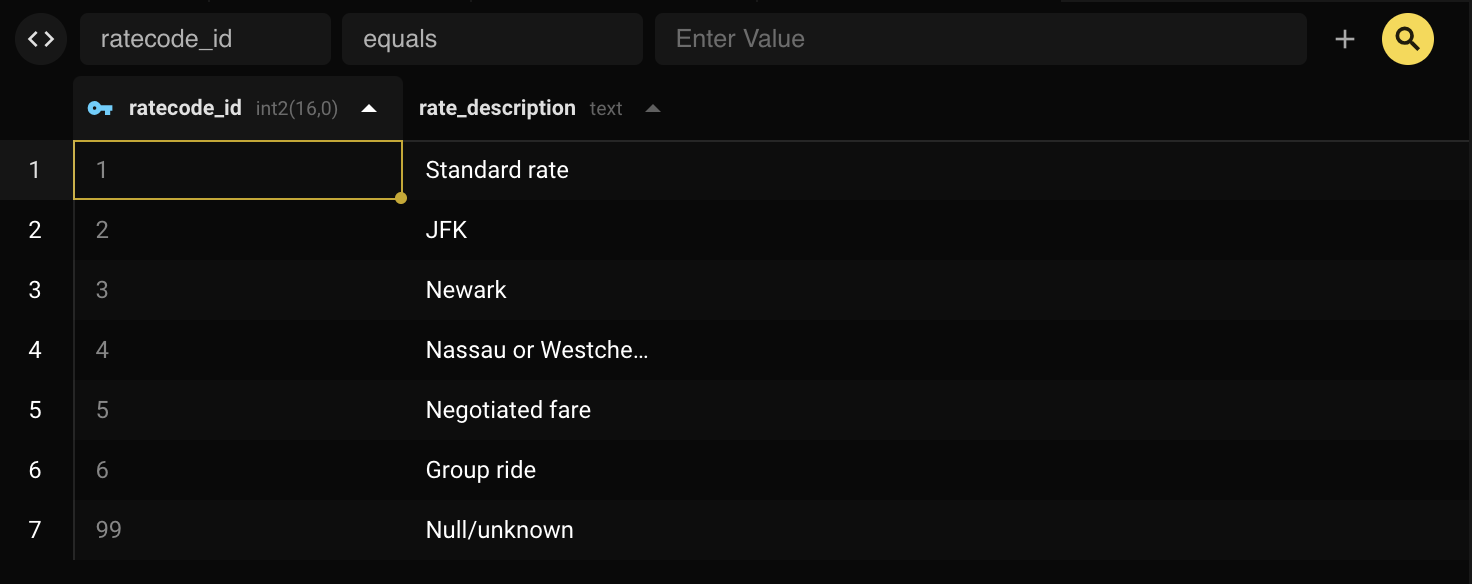 <> ratecode_id equals Enter Value +
ratecode_id int2(16,0) rate_description text
1 1 Standard rate
2 2 JFK
3 3 Newark
4 4 Nassau or Westche…
5 5 Negotiated fare
6 6 Group ride
7 99 Null/unknown